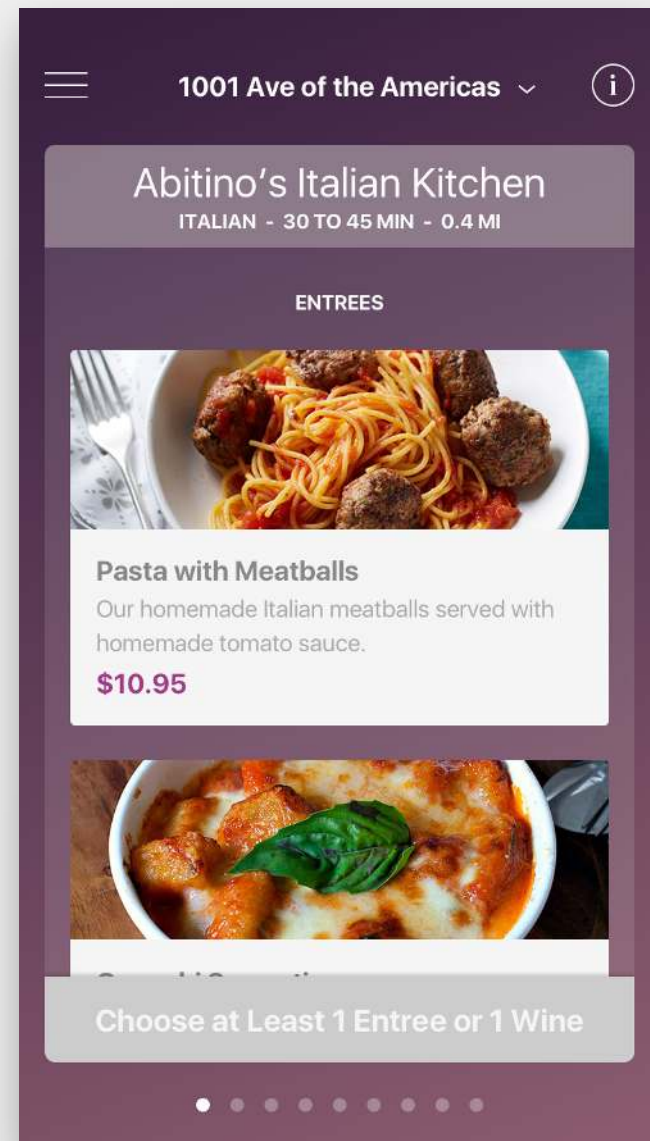 1001 Ave of the Americas
i
Abitino's Italian Kitchen
ITALIAN - 30 TO 45 MIN - 0.4 MI
ENTREES
Pasta with Meatballs
Our homemade Italian meatballs served with
homemade tomato sauce.
$10.95
Choose at Least 1 Entree or 1 Wine